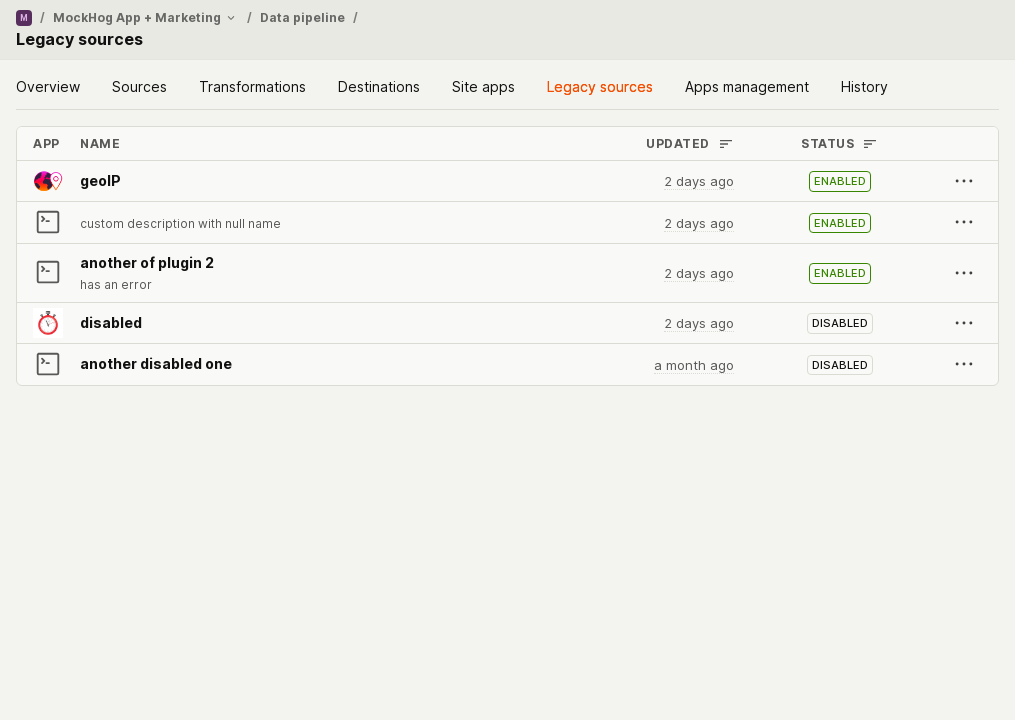 M / MockHog App + Marketing / Data pipeline /
Legacy sources
Overview Sources Transformations Destinations Site apps Legacy sources Apps management History
APP NAME UPDATED STATUS
geoIP 2 days ago ENABLED
custom description with null name 2 days ago ENABLED
another of plugin 2
has an error 2 days ago ENABLED
disabled 2 days ago DISABLED
another disabled one a month ago DISABLED